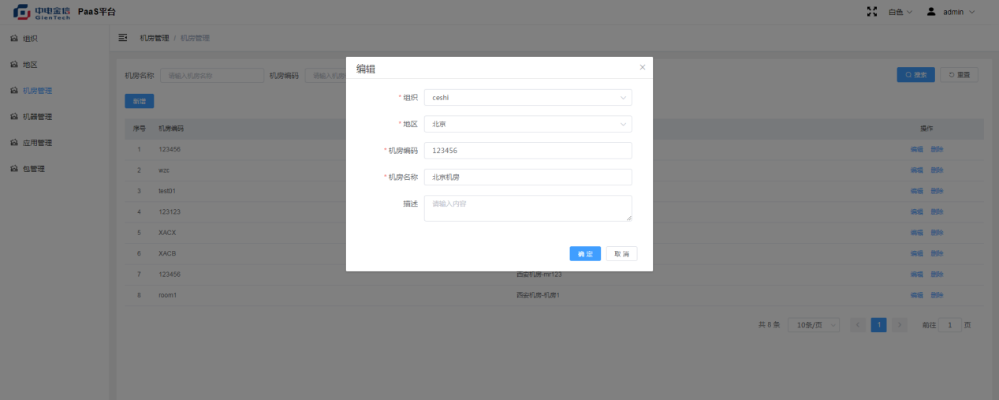 中电金信 GienTech PaaS平台 白色 admin
组织
地区
机房管理
机器管理
应用管理
包管理
机房管理 / 机房管理
机房名称 请输入机房名称 机房编码 请输入机房 搜索 重置
新增
序号 机房编码 操作
1 123456 编辑 删除
2 wzc 编辑 删除
3 test01 编辑 删除
4 123123 编辑 删除
5 XACX 编辑 删除
6 XACB 编辑 删除
7 123456 西安机房-mr123 编辑 删除
8 room1 西安机房-机房1 编辑 删除
共 8 条 10条/页 1 前往 1 页
编辑
* 组织 ceshi
* 地区 北京
* 机房编码 123456
* 机房名称 北京机房
描述 请输入内容
确 定 取 消